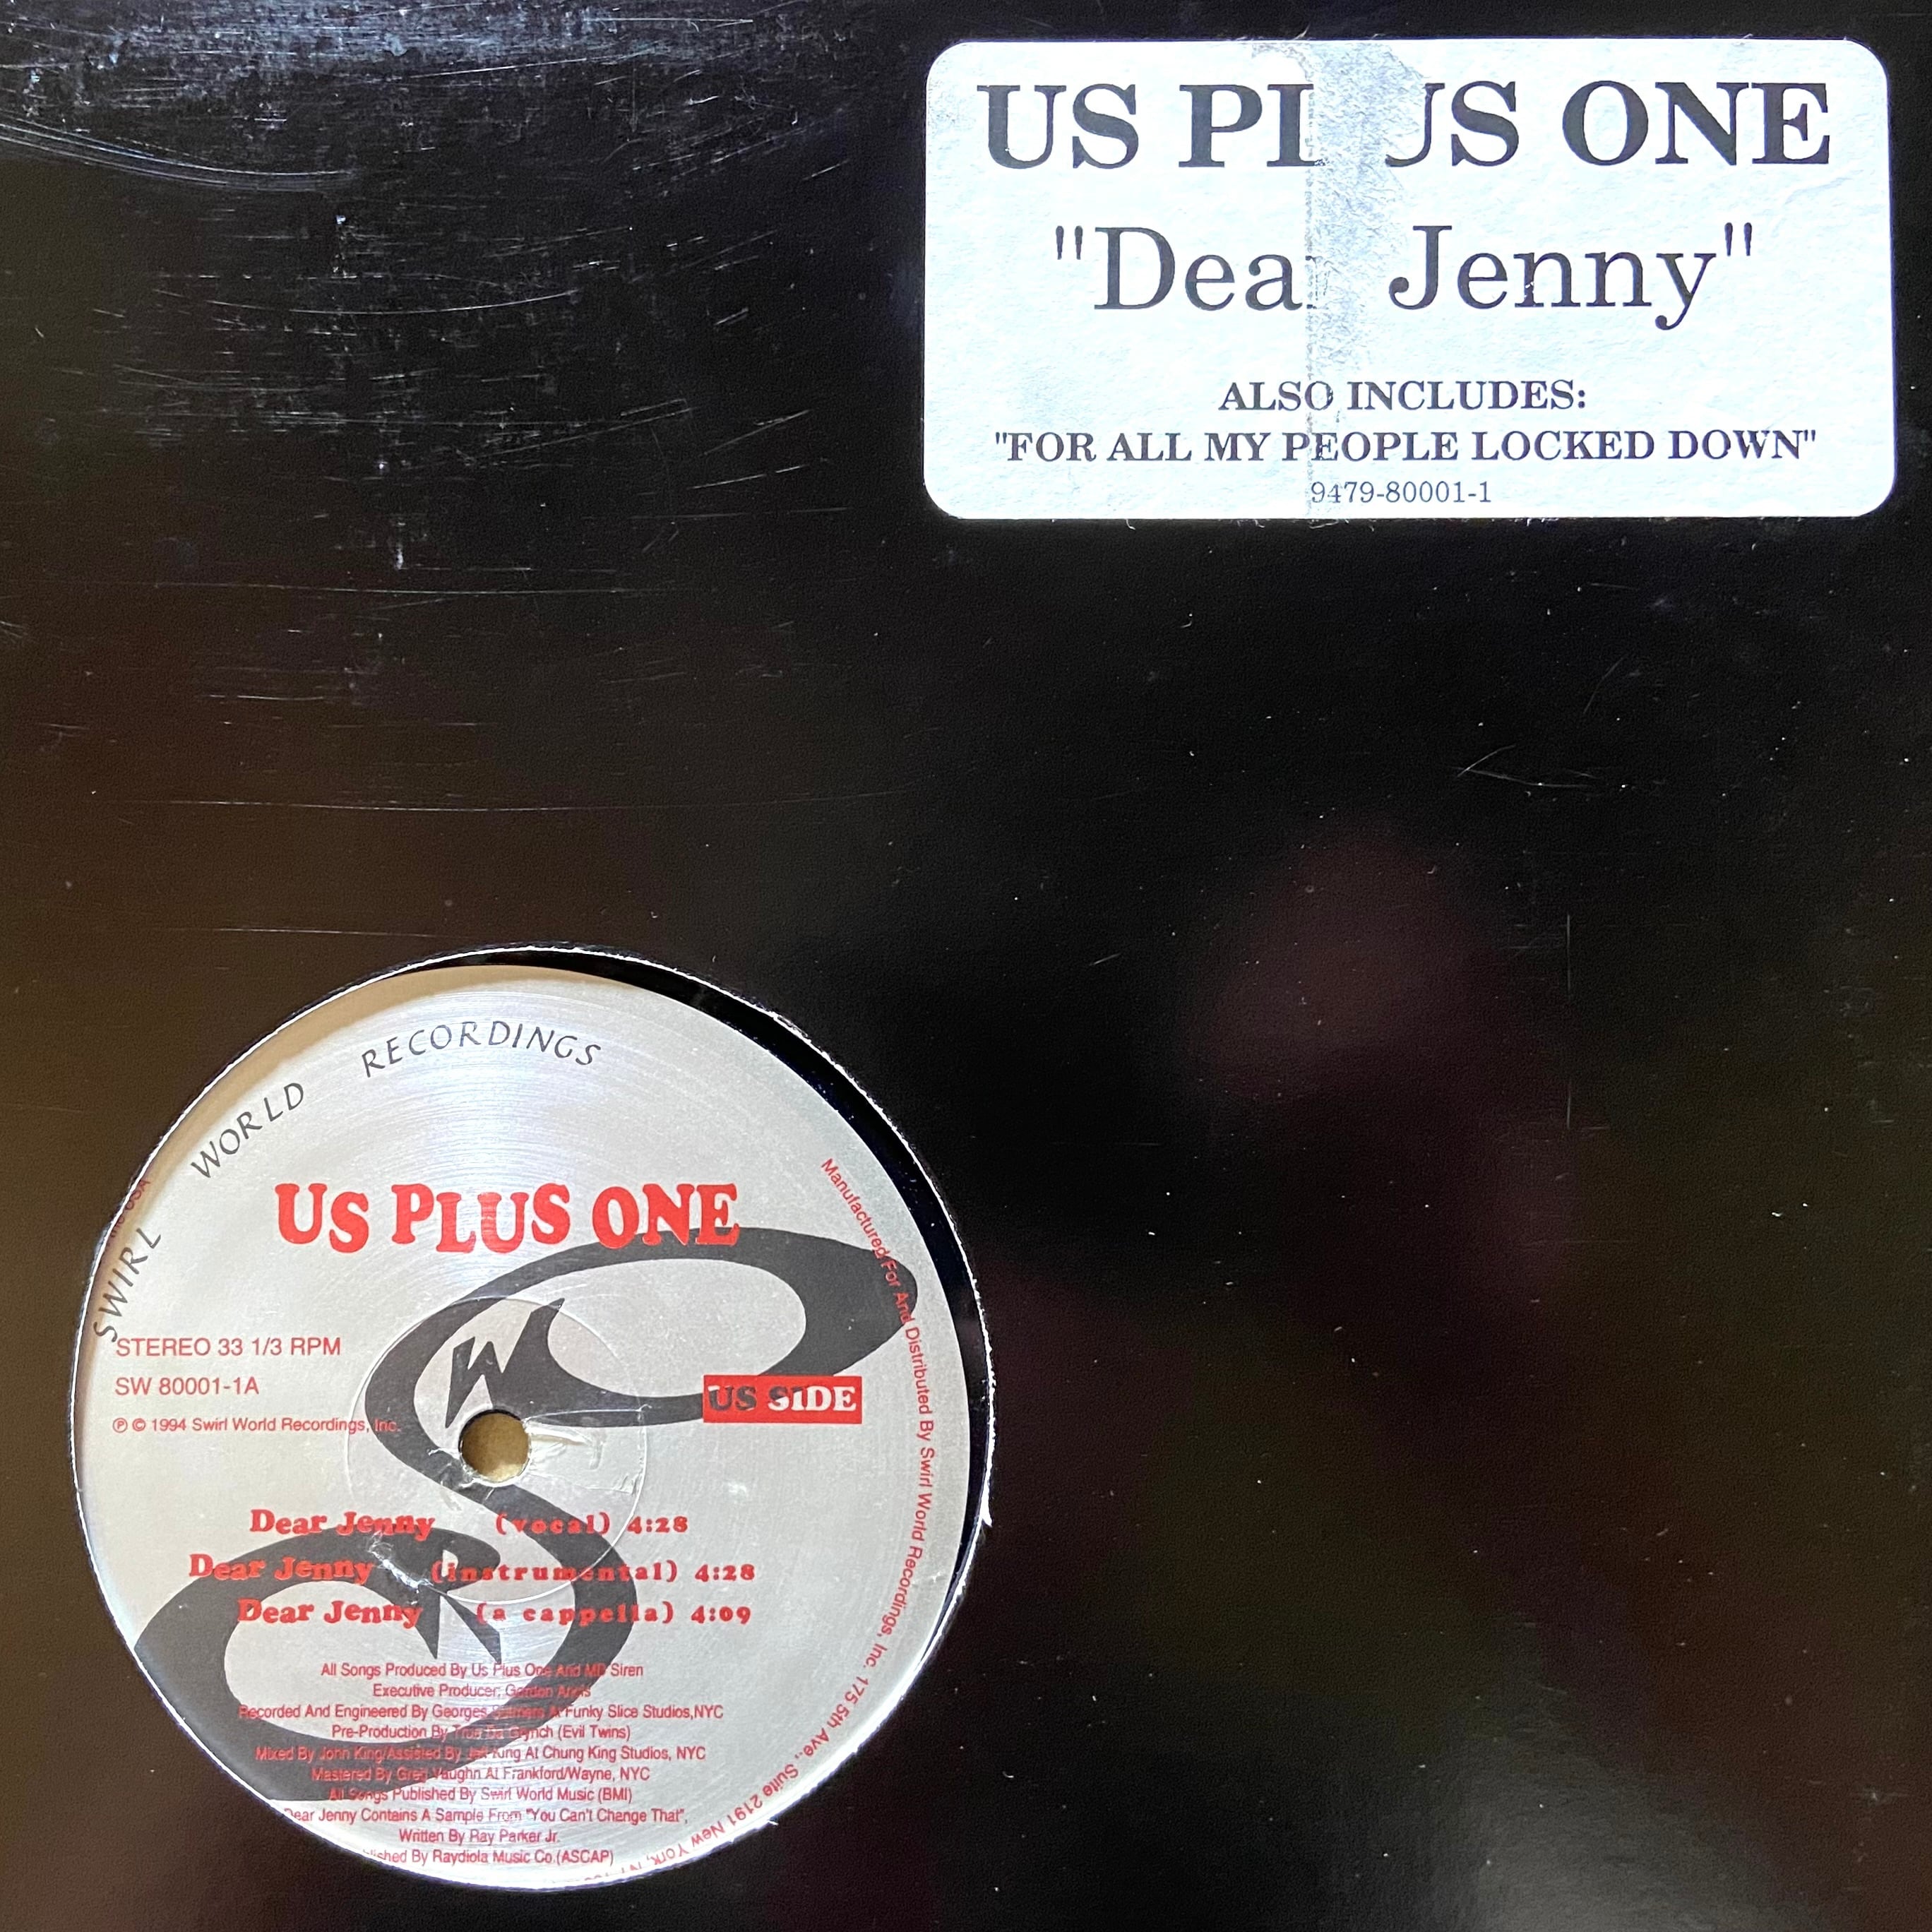 US PLUS ONE
"Dear Jenny"
ALSO INCLUDES:
"FOR ALL MY PEOPLE LOCKED DOWN"
9479-80001-1
SWIRL WORLD RECORDINGS
US PLUS ONE
STEREO 33 1/3 RPM
SW 80001-1A
℗ © 1994 Swirl World Recordings, Inc.
W
US SIDE
Dear Jenny (vocal) 4:28
Dear Jenny (instrumental) 4:28
Dear Jenny (a cappella) 4:09
R
All Songs Produced By Us Plus One And MD Siren
Executive Producer; Gordon
Recorded And Engineered By Georges At Funky Slice Studios,NYC
Pre-Production By (Evil Twins)
Mixed By John King/Assisted By King At Chung King Studios, NYC
Mastered By Greg Vaughn At Frankford/Wayne, NYC
All Songs Published By Swirl World Music (BMI)
Dear Jenny Contains A Sample From "You Can't Change That",
Written By Ray Parker Jr.
Published By Raydiola Music Co.(ASCAP)
Manufactured For And Distributed By Swirl World Recordings, Inc. 175 5th Ave., Suite 2191 New York,